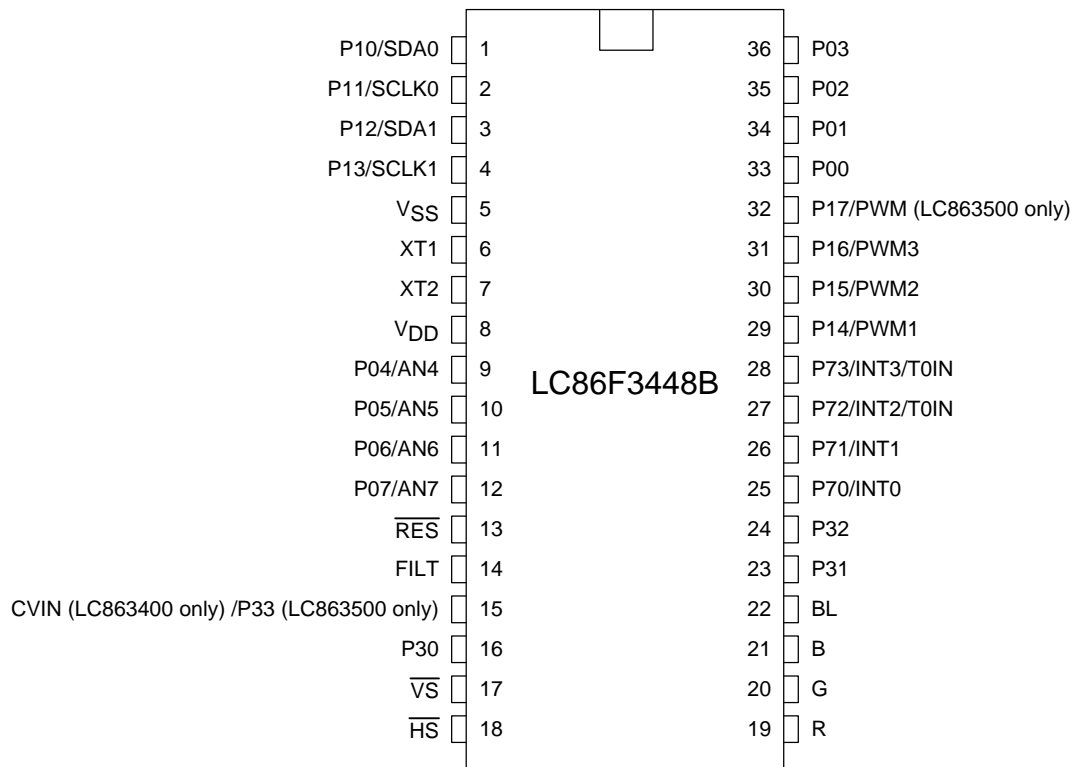 P10/SDA0 1 36 P03
P11/SCLK0 2 35 P02
P12/SDA1 3 34 P01
P13/SCLK1 4 33 P00
VSS 5 32 P17/PWM (LC863500 only)
XT1 6 31 P16/PWM3
XT2 7 30 P15/PWM2
VDD 8 29 P14/PWM1
P04/AN4 9 28 P73/INT3/T0IN
LC86F3448B
P05/AN5 10 27 P72/INT2/T0IN
P06/AN6 11 26 P71/INT1
P07/AN7 12 25 P70/INT0
R̅E̅S̅ 13 24 P32
FILT 14 23 P31
CVIN (LC863400 only) /P33 (LC863500 only) 15 22 BL
P30 16 21 B
V̅S̅ 17 20 G
H̅S̅ 18 19 R